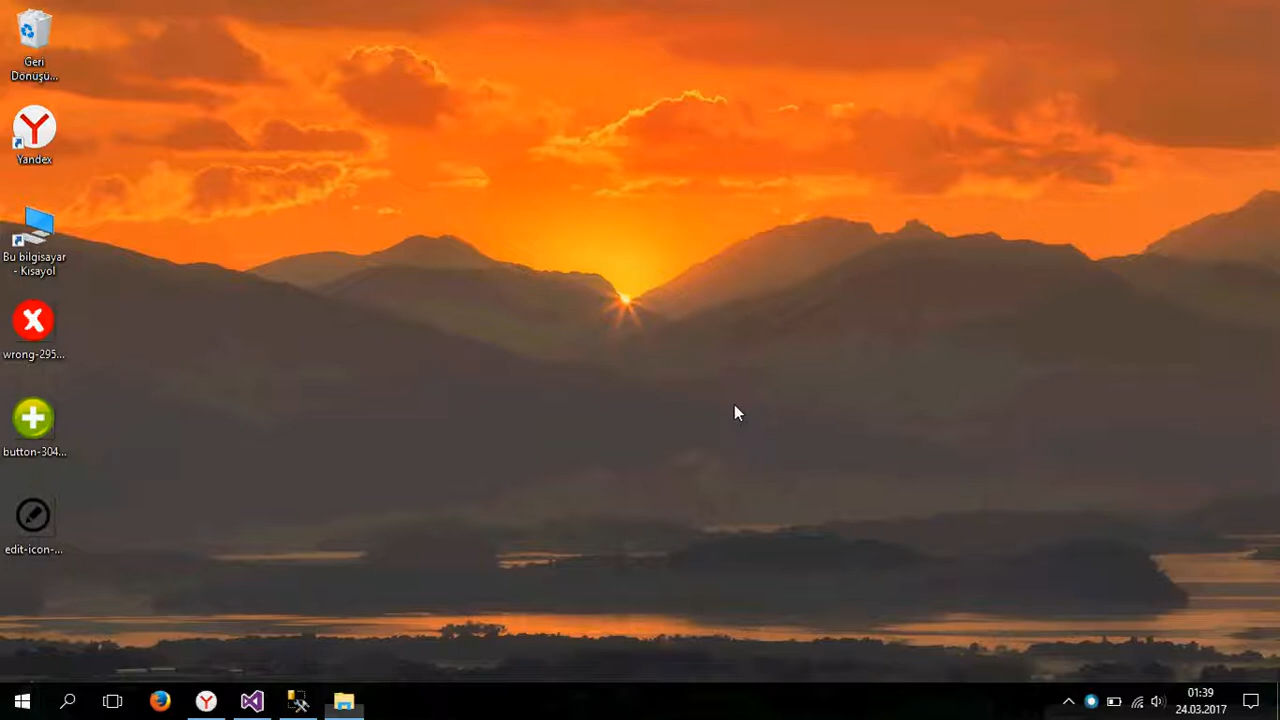 Geri
Dönüşü...
Yandex
Bu bilgisayar
- Kısayol
wrong-295...
button-304...
edit-icon-...
01:39
24.03.2017